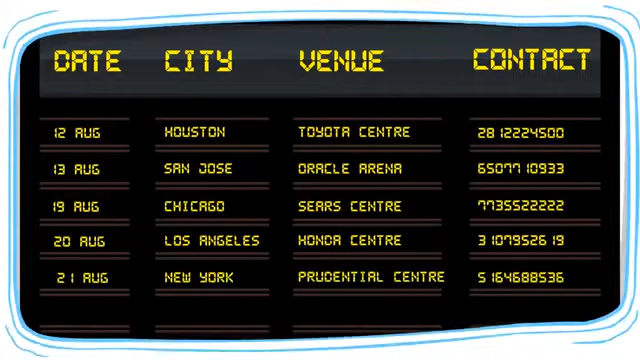 DATE CITY VENUE CONTACT
12 AUG HOUSTON TOYOTA CENTRE 2812224500
13 AUG SAN JOSE ORACLE ARENA 6507710933
19 AUG CHICAGO SEARS CENTRE 7735522222
20 AUG LOS ANGELES HONDA CENTRE 3107952619
21 AUG NEW YORK PRUDENTIAL CENTRE 5164688536